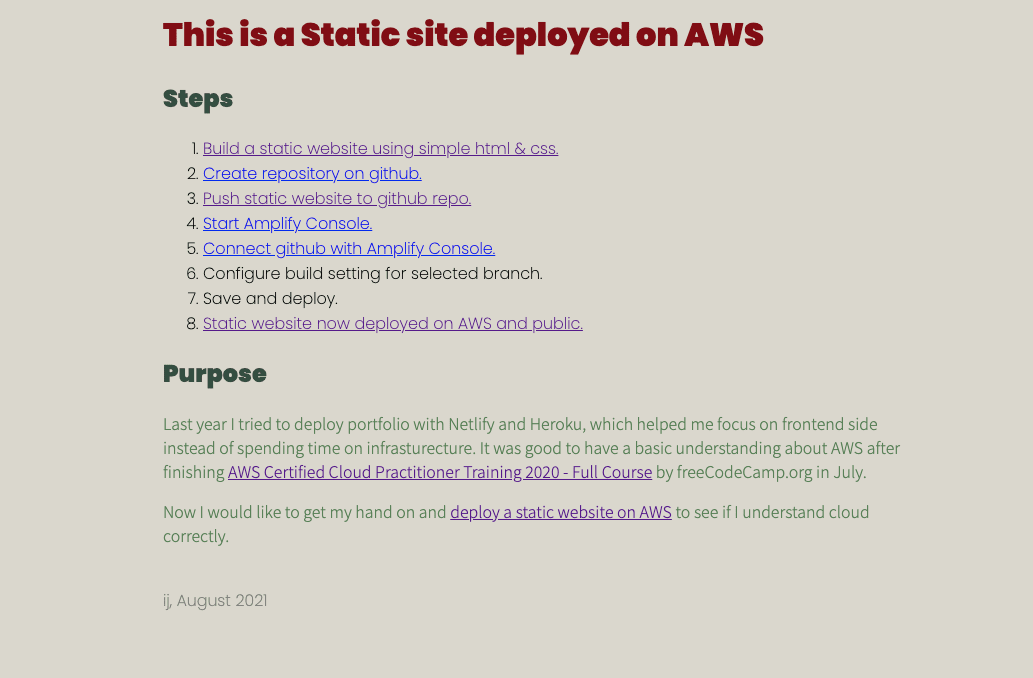 This is a Static site deployed on AWS
Steps
1. Build a static website using simple html & css.
2. Create repository on github.
3. Push static website to github repo.
4. Start Amplify Console.
5. Connect github with Amplify Console.
6. Configure build setting for selected branch.
7. Save and deploy.
8. Static website now deployed on AWS and public.
Purpose
Last year I tried to deploy portfolio with Netlify and Heroku, which helped me focus on frontend side
instead of spending time on infrasturecture. It was good to have a basic understanding about AWS after
finishing AWS Certified Cloud Practitioner Training 2020 - Full Course by freeCodeCamp.org in July.
Now I would like to get my hand on and deploy a static website on AWS to see if I understand cloud
correctly.
ij, August 2021